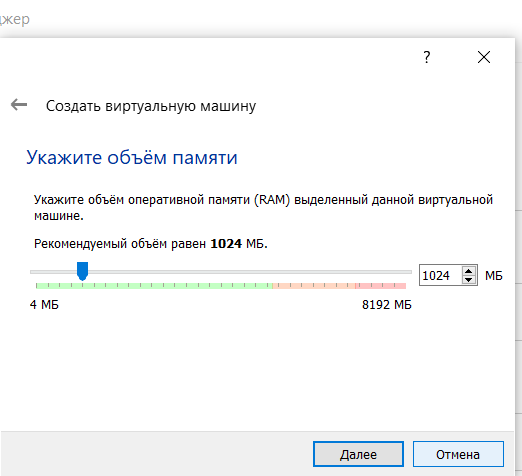 ?
Создать виртуальную машину
Укажите объём памяти
Укажите объём оперативной памяти (RAM) выделенный данной виртуальной
машине.
Рекомендуемый объём равен 1024 МБ.
1024 МБ
4 МБ 8192 МБ
Далее Отмена